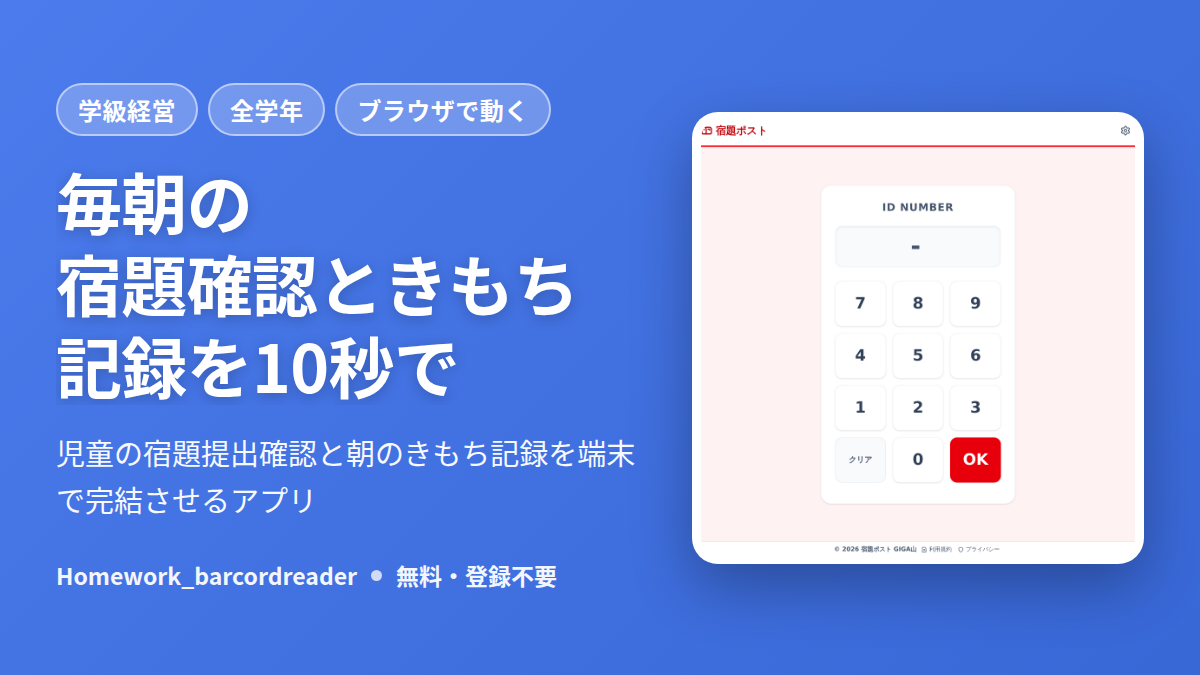 学級経営 全学年 ブラウザで動く
毎朝の
宿題確認ときもち
記録を10秒で
児童の宿題提出確認と朝のきもち記録を端末
で完結させるアプリ
Homework_barcordreader ● 無料・登録不要
宿題ポスト
ID NUMBER
-
7 8 9
4 5 6
1 2 3
クリア 0 OK
© 2026 宿題ポスト GIGA山 利用規約 プライバシー